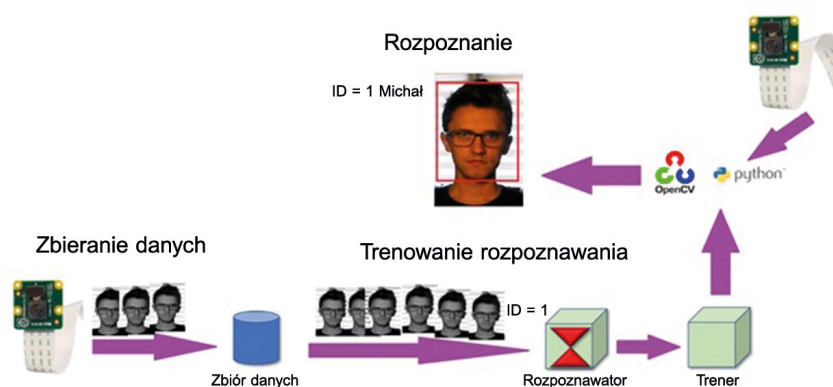 Rozpoznanie
ID = 1 Michał
OpenCV
python
Zbieranie danych
Trenowanie rozpoznawania
ID = 1
Zbiór danych
Rozpoznawator
Trener